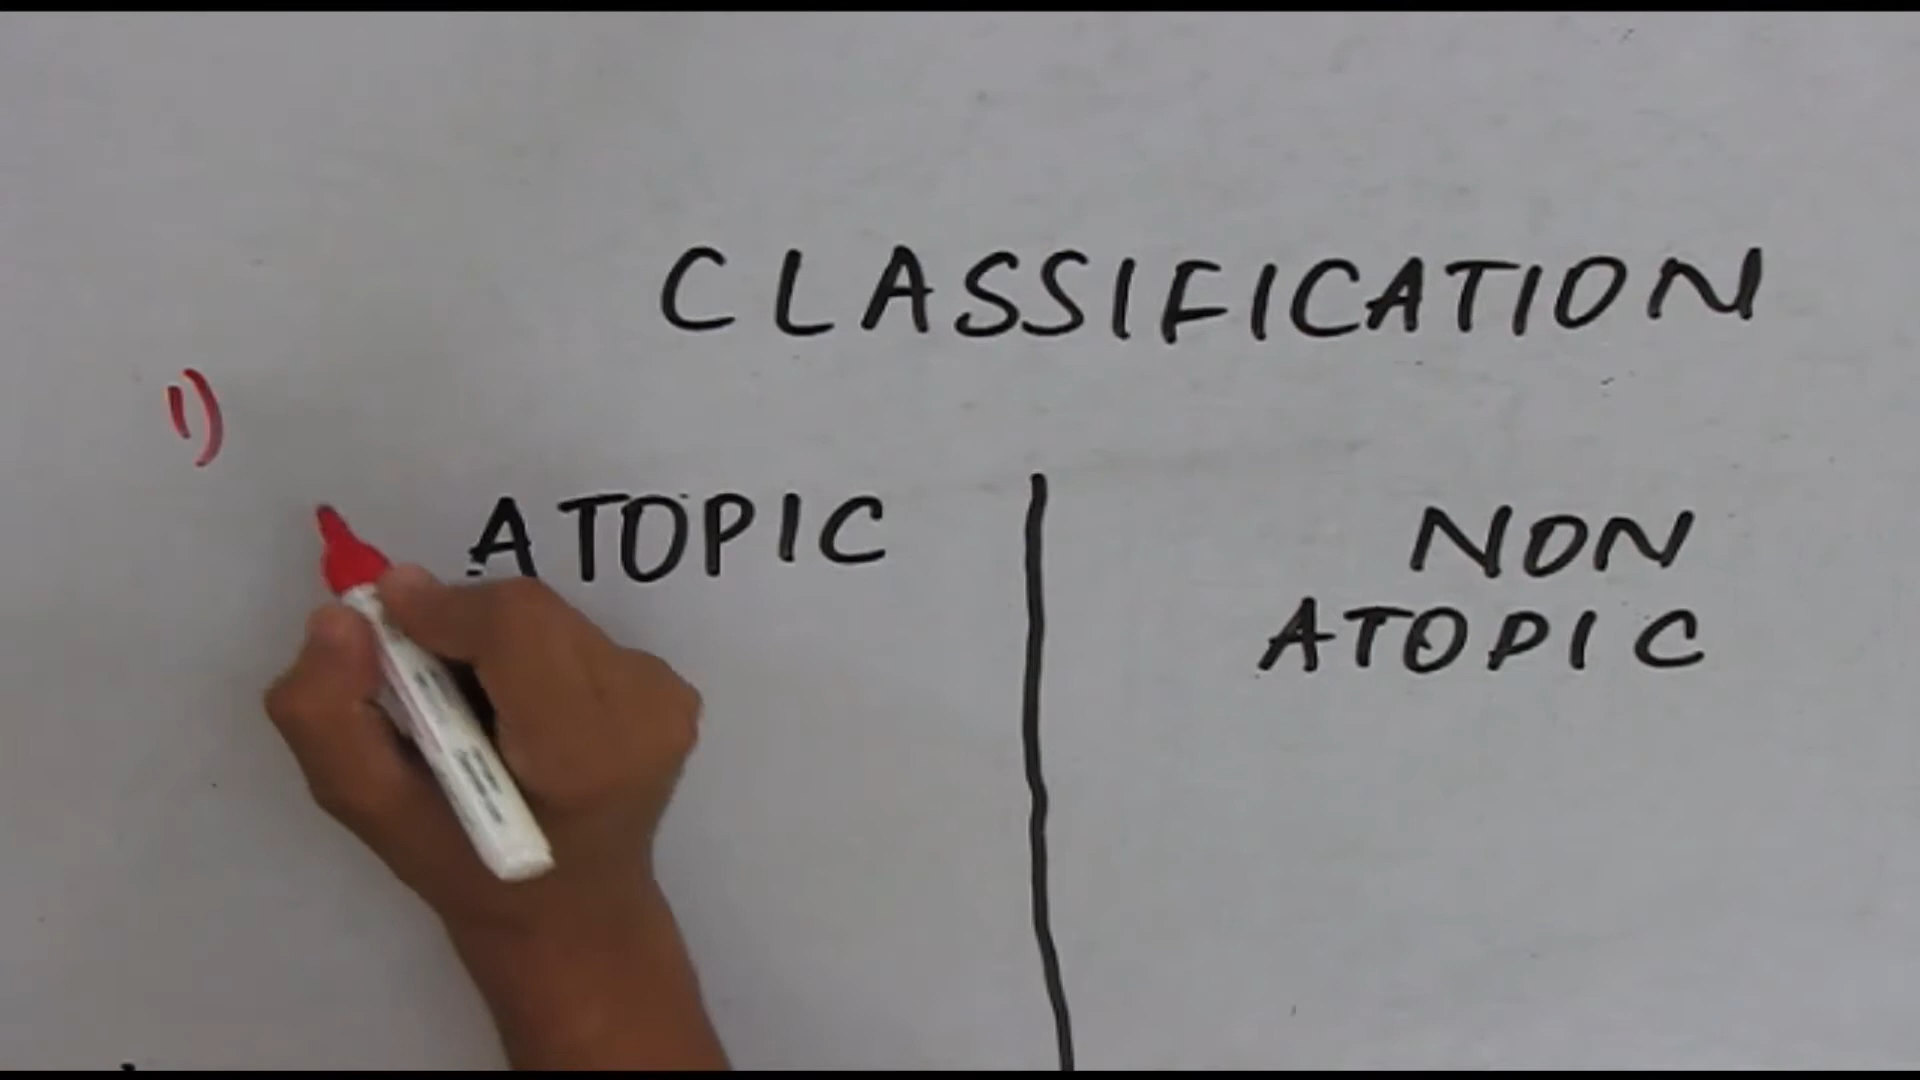 CLASSIFICATION
1)
ATOPIC
NON
ATOPIC